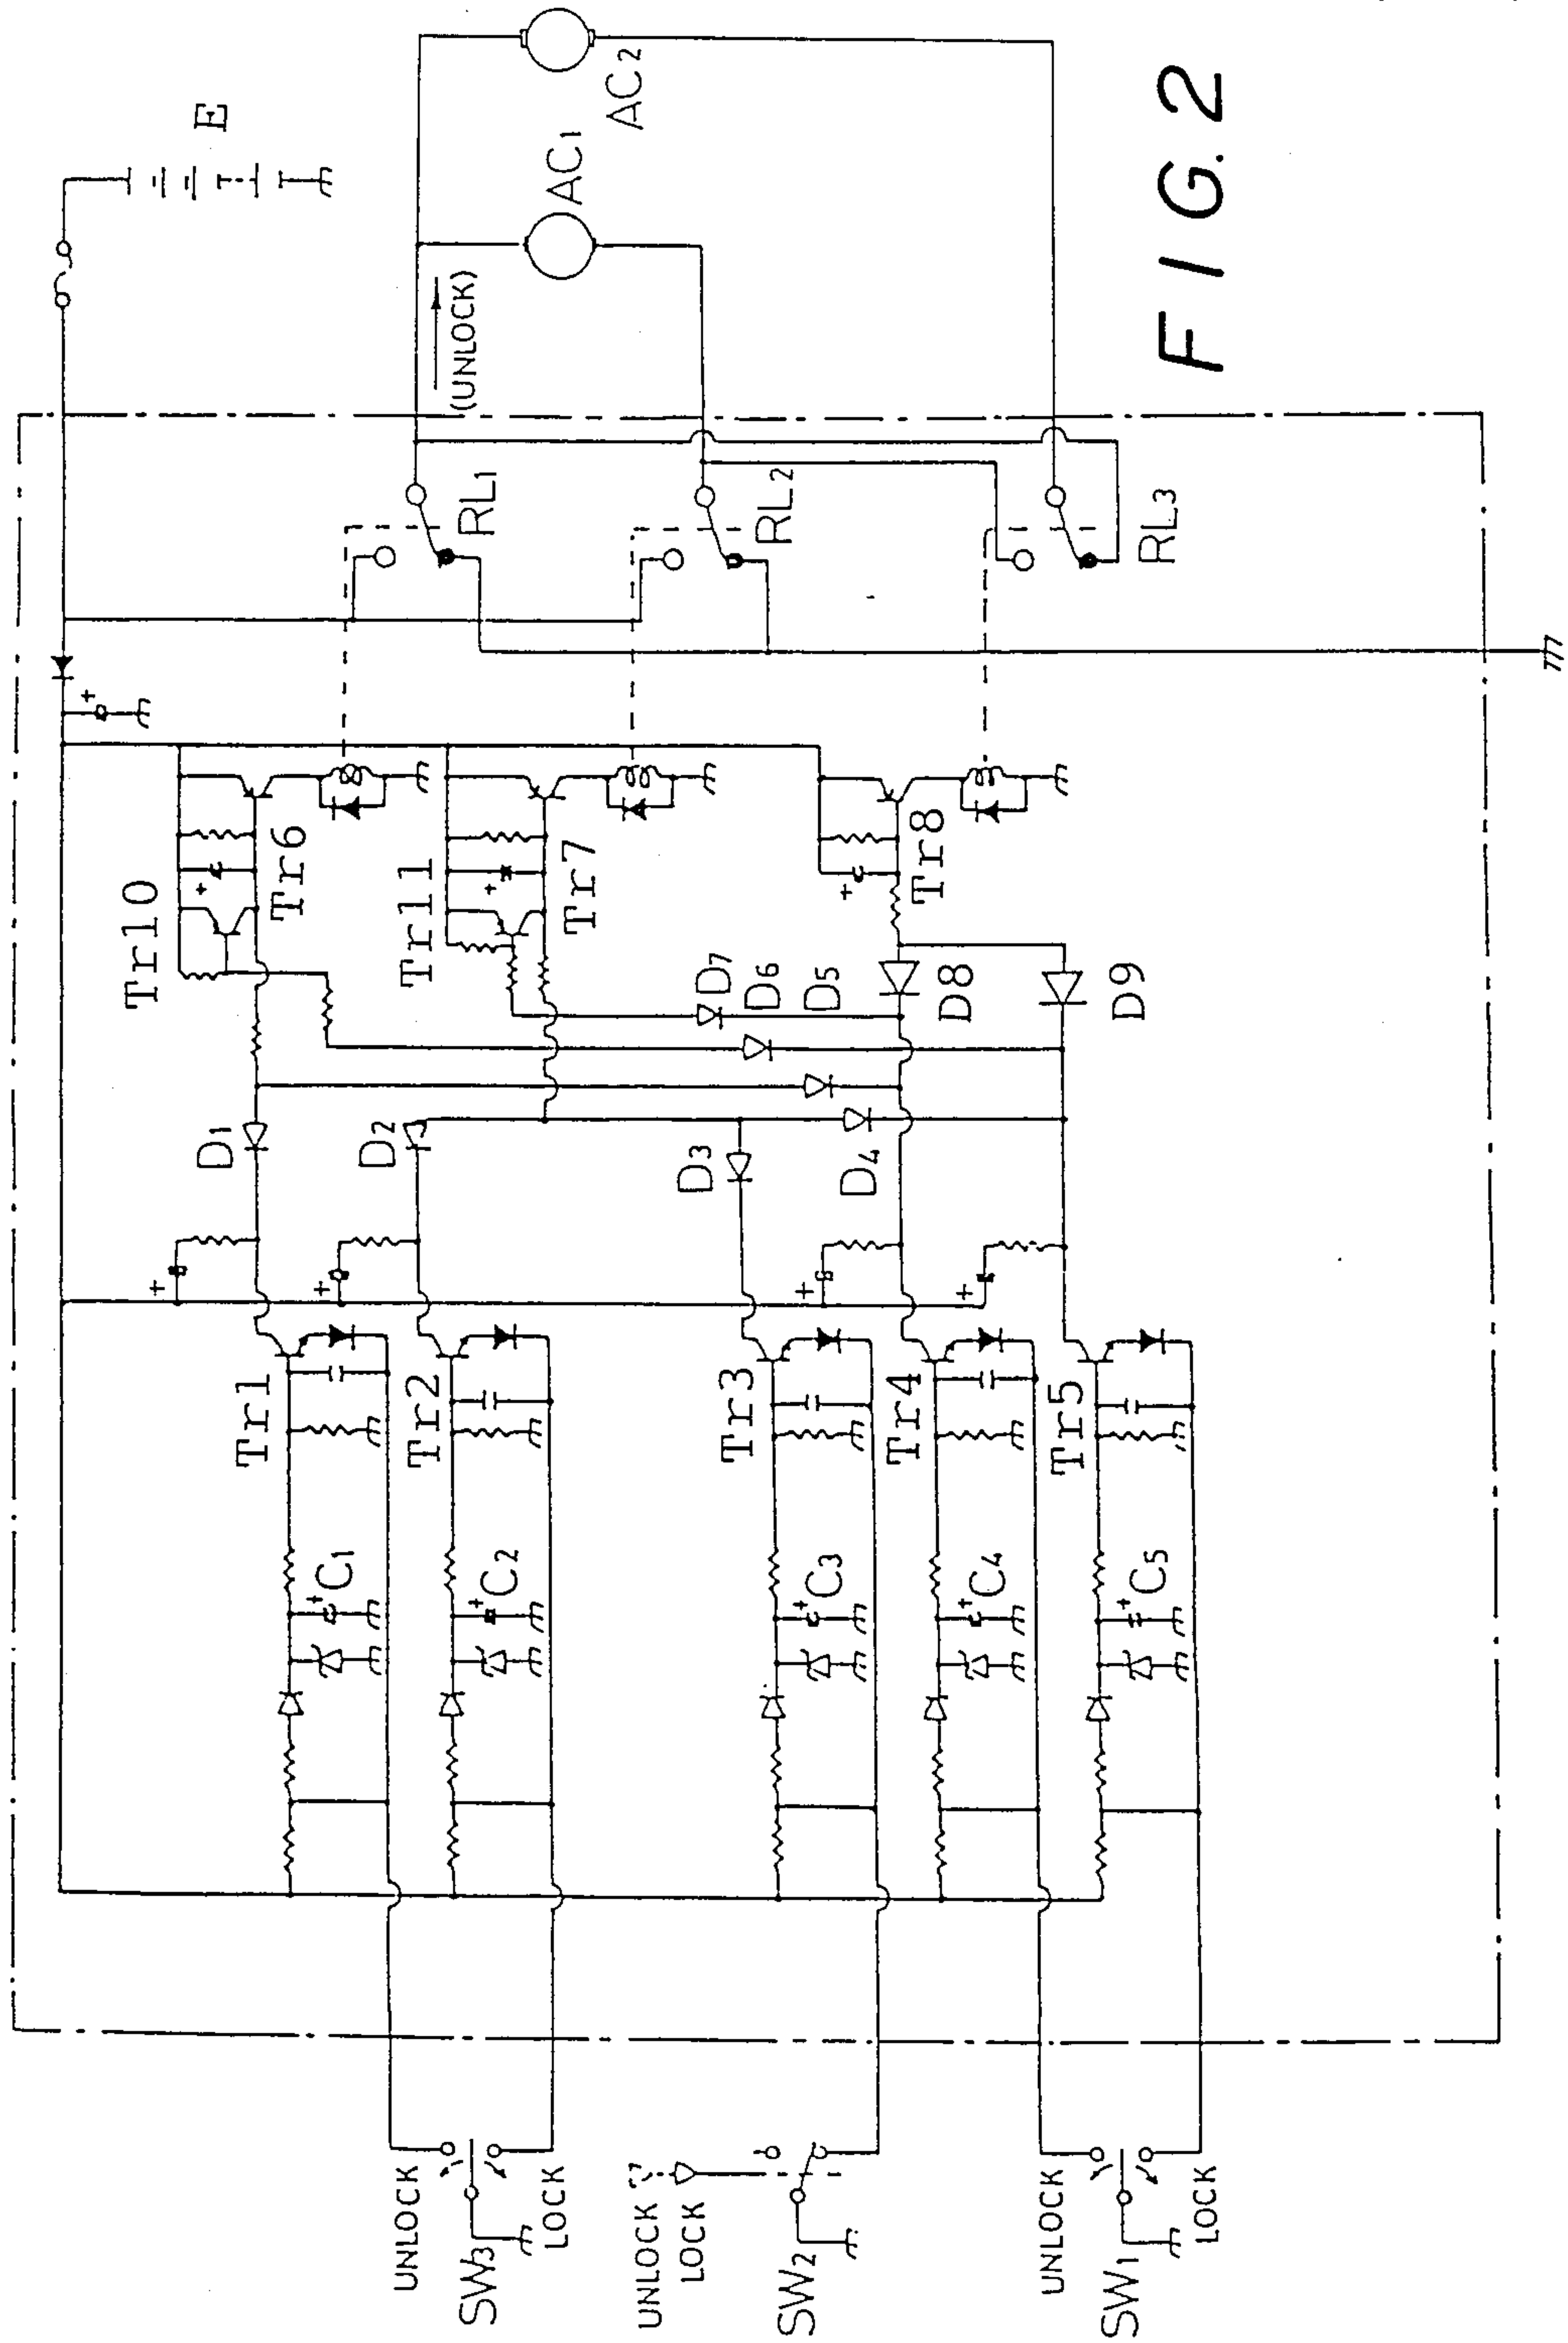 E
AC2
AC1
(UNLOCK)
RL1
RL2
RL3
FIG. 2
Tr10
Tr6
Tr11
Tr7
Tr8
D7
D6
D5
D8
D9
D1
D2
D3
D4
+
+
+
+
+
+
+
+
Tr1
Tr2
Tr3
Tr4
Tr5
+
C1
+
C2
+
C3
+
C4
+
C5
UNLOCK
SW3
LOCK
UNLOCK
LOCK
SW2
UNLOCK
SW1
LOCK